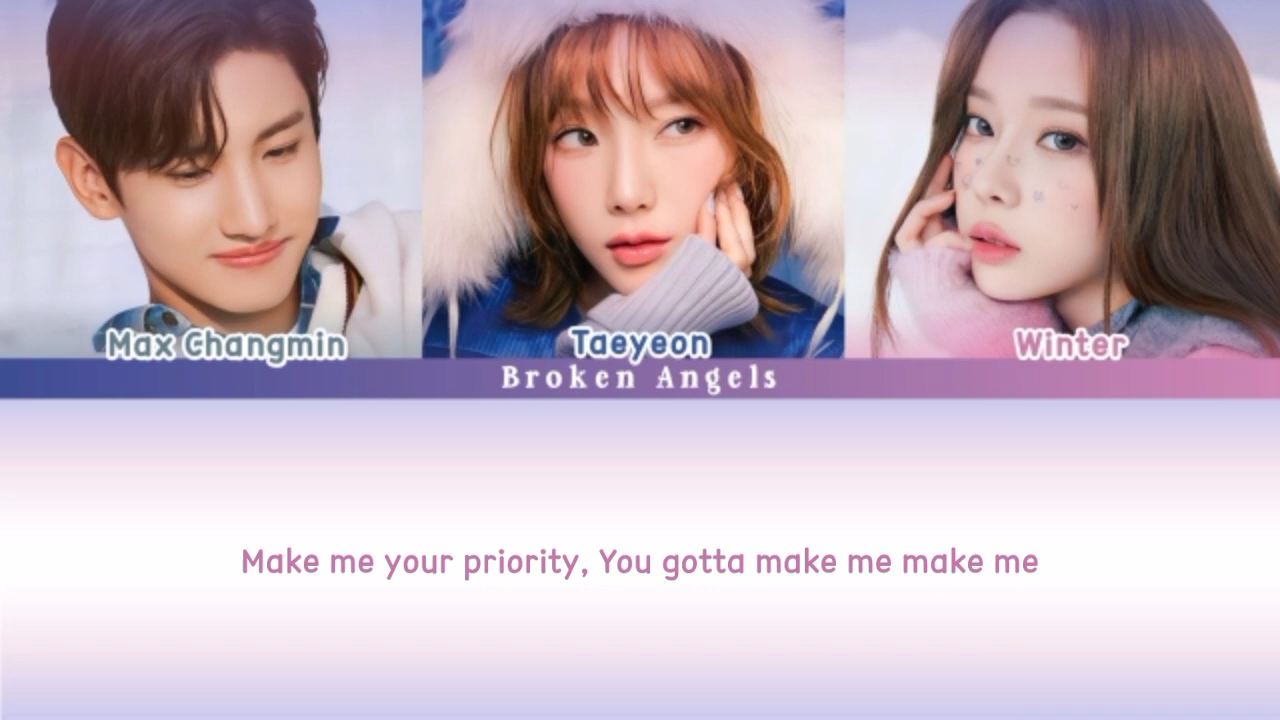 Max Changmin
Taeyeon
Winter
Broken Angels
Make me your priority, You gotta make me make me